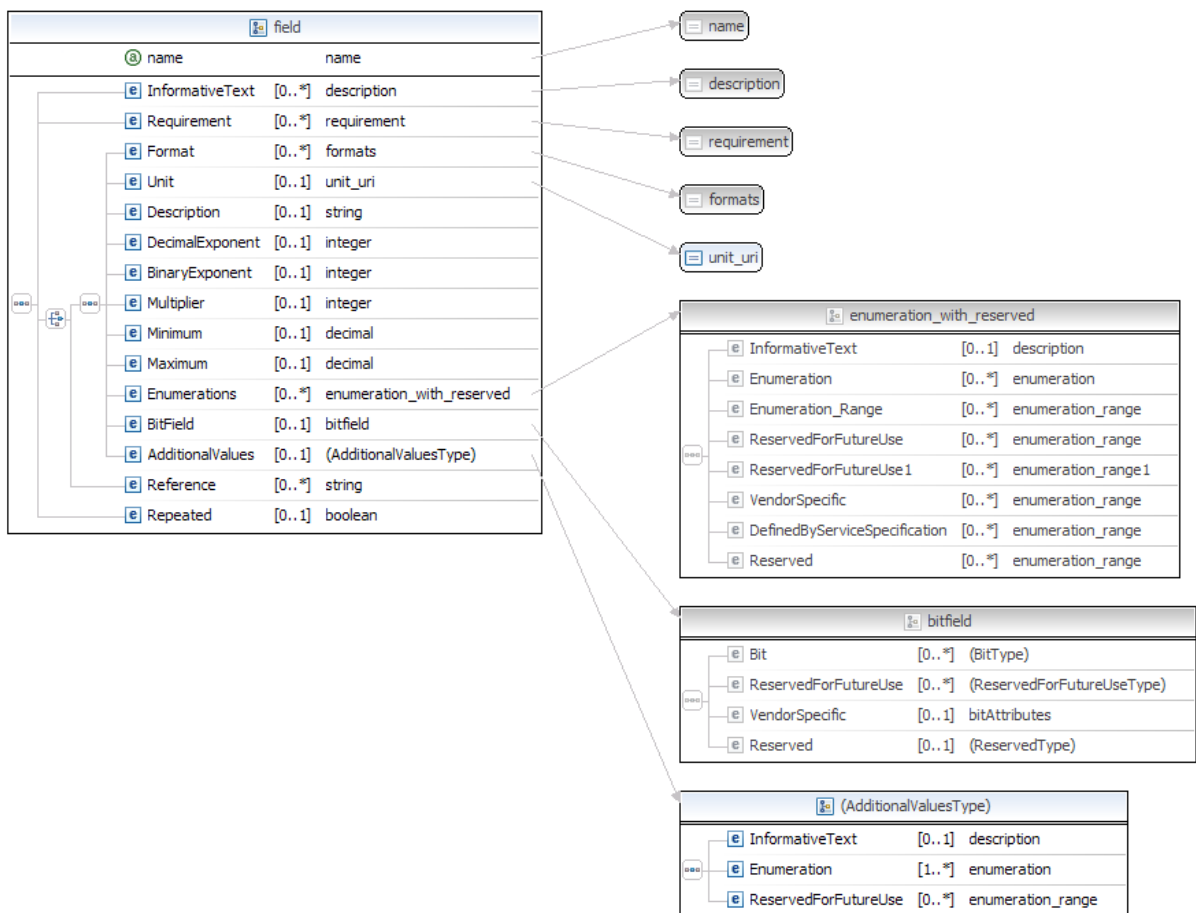 field
name name
InformativeText [0..*] description
Requirement [0..*] requirement
Format [0..*] formats
Unit [0..1] unit_uri
Description [0..1] string
DecimalExponent [0..1] integer
BinaryExponent [0..1] integer
Multiplier [0..1] integer
Minimum [0..1] decimal
Maximum [0..1] decimal
Enumerations [0..*] enumeration_with_reserved
BitField [0..1] bitfield
AdditionalValues [0..1] (AdditionalValuesType)
Reference [0..*] string
Repeated [0..1] boolean
name
description
requirement
formats
unit_uri
enumeration_with_reserved
InformativeText [0..1] description
Enumeration [0..*] enumeration
Enumeration_Range [0..*] enumeration_range
ReservedForFutureUse [0..*] enumeration_range
ReservedForFutureUse1 [0..*] enumeration_range1
VendorSpecific [0..*] enumeration_range
DefinedByServiceSpecification [0..*] enumeration_range
Reserved [0..*] enumeration_range
bitfield
Bit [0..*] (BitType)
ReservedForFutureUse [0..*] (ReservedForFutureUseType)
VendorSpecific [0..1] bitAttributes
Reserved [0..1] (ReservedType)
(AdditionalValuesType)
InformativeText [0..1] description
Enumeration [1..*] enumeration
ReservedForFutureUse [0..*] enumeration_range